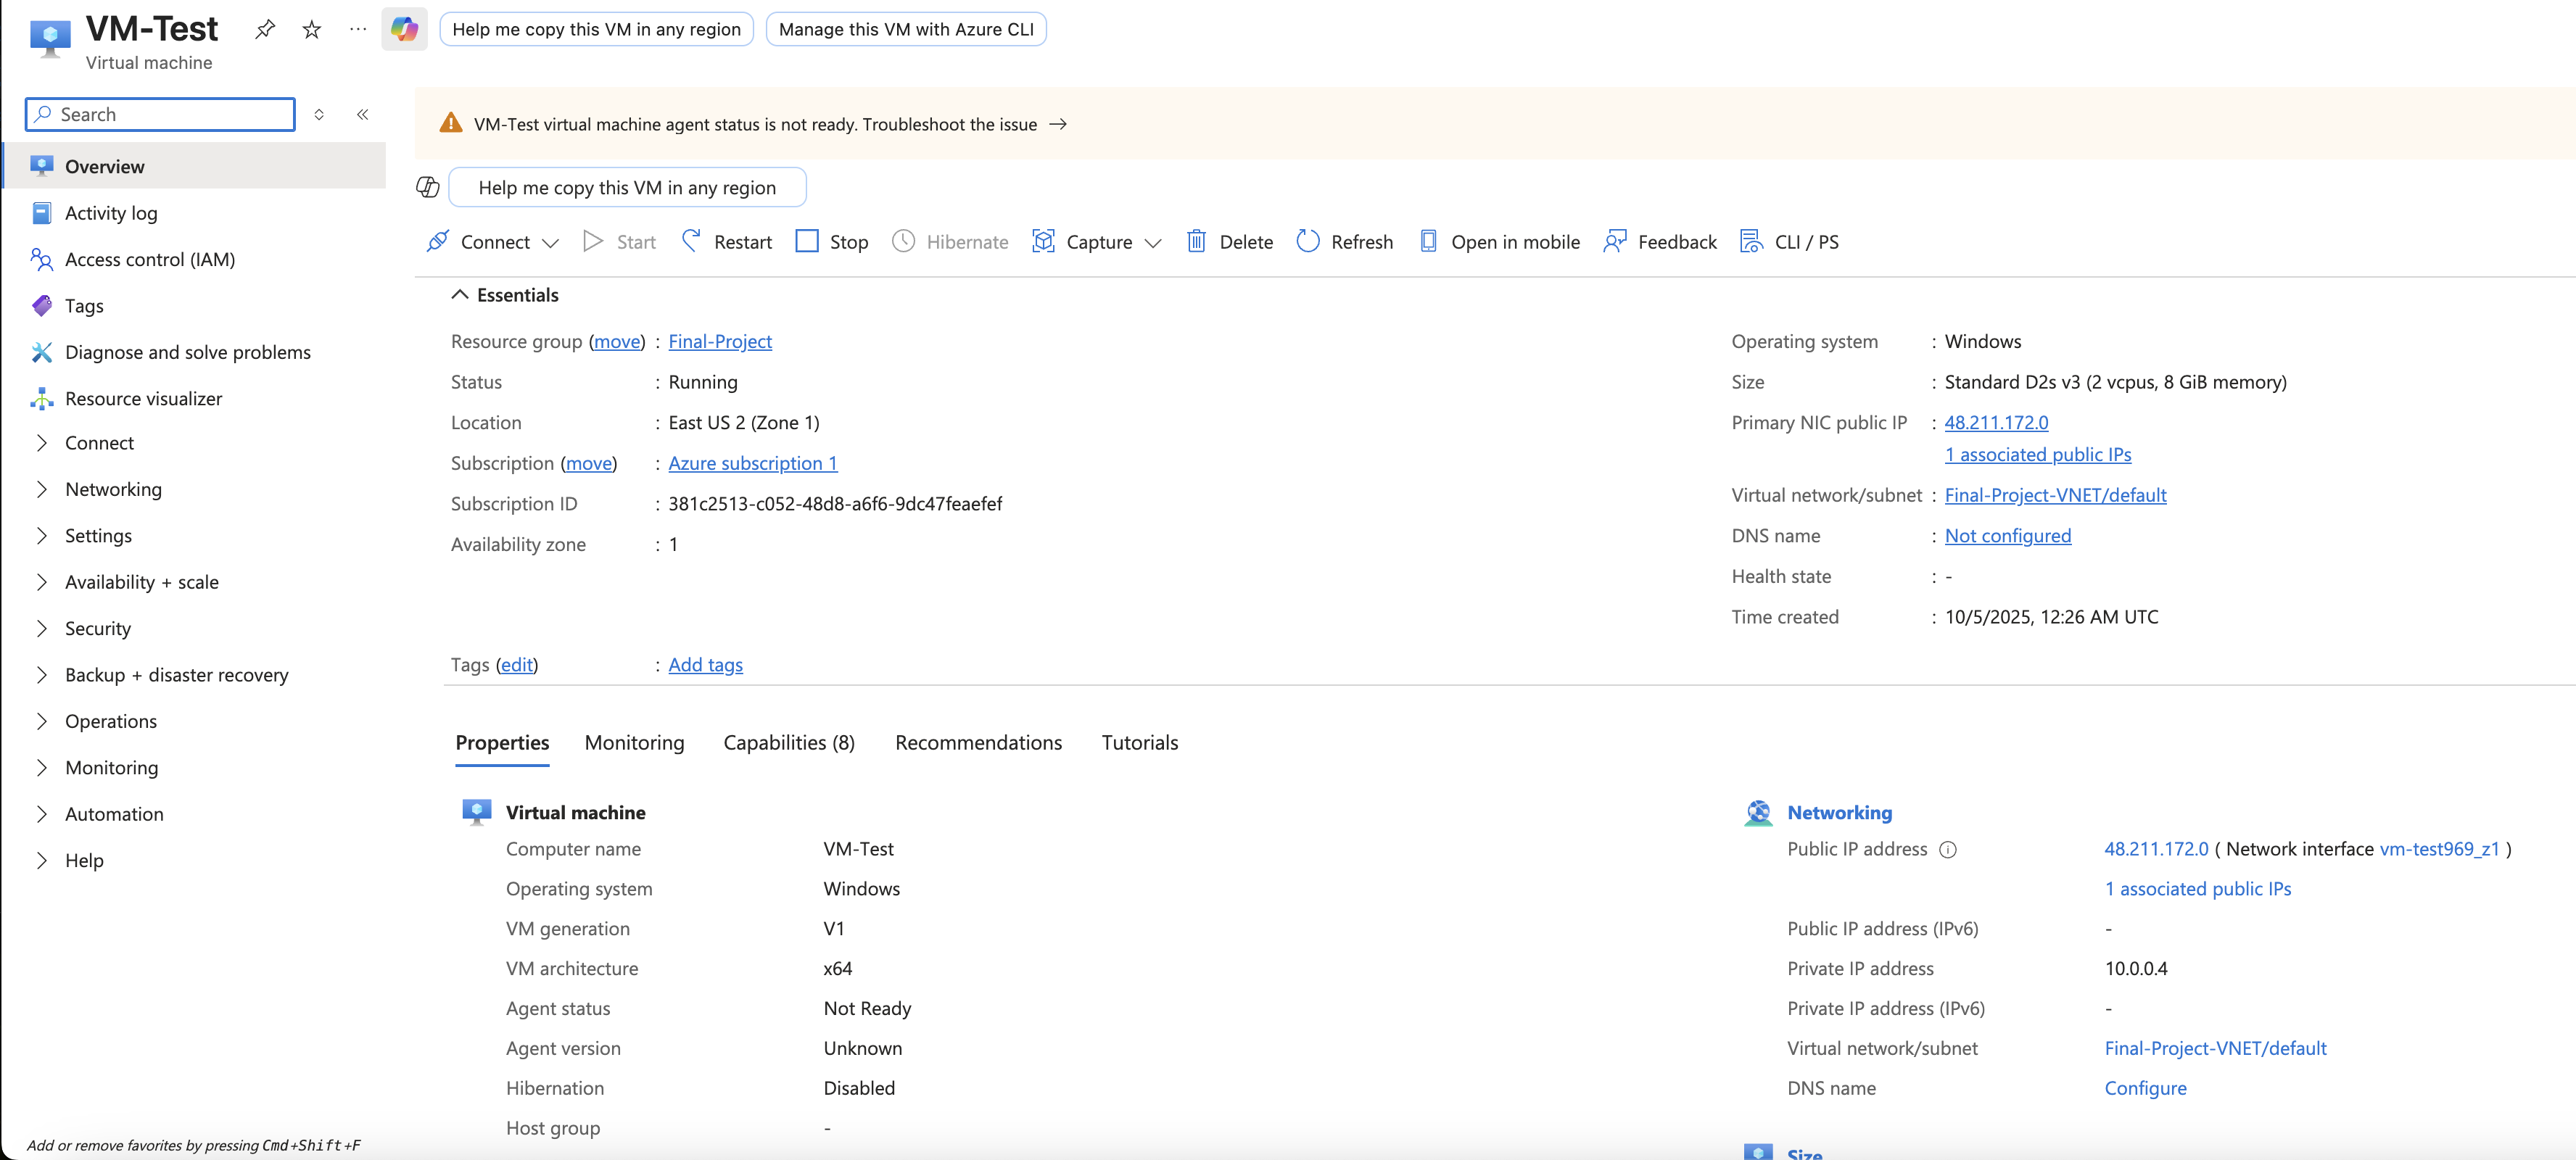 VM-Test
Virtual machine
Help me copy this VM in any region
Manage this VM with Azure CLI
Search
Overview
Activity log
Access control (IAM)
Tags
Diagnose and solve problems
Resource visualizer
Connect
Networking
Settings
Availability + scale
Security
Backup + disaster recovery
Operations
Monitoring
Automation
Help
Add or remove favorites by pressing Cmd+Shift+F
VM-Test virtual machine agent status is not ready. Troubleshoot the issue →
Help me copy this VM in any region
Connect Start Restart Stop Hibernate Capture Delete Refresh Open in mobile Feedback CLI / PS
Essentials
Resource group (move) : Final-Project
Status : Running
Location : East US 2 (Zone 1)
Subscription (move) : Azure subscription 1
Subscription ID : 381c2513-c052-48d8-a6f6-9dc47feaefef
Availability zone : 1
Operating system : Windows
Size : Standard D2s v3 (2 vcpus, 8 GiB memory)
Primary NIC public IP : 48.211.172.0
1 associated public IPs
Virtual network/subnet : Final-Project-VNET/default
DNS name : Not configured
Health state : -
Time created : 10/5/2025, 12:26 AM UTC
Tags (edit) : Add tags
Properties Monitoring Capabilities (8) Recommendations Tutorials
Virtual machine
Computer name VM-Test
Operating system Windows
VM generation V1
VM architecture x64
Agent status Not Ready
Agent version Unknown
Hibernation Disabled
Host group -
Networking
Public IP address 48.211.172.0 ( Network interface vm-test969_z1 )
1 associated public IPs
Public IP address (IPv6) -
Private IP address 10.0.0.4
Private IP address (IPv6) -
Virtual network/subnet Final-Project-VNET/default
DNS name Configure
Size